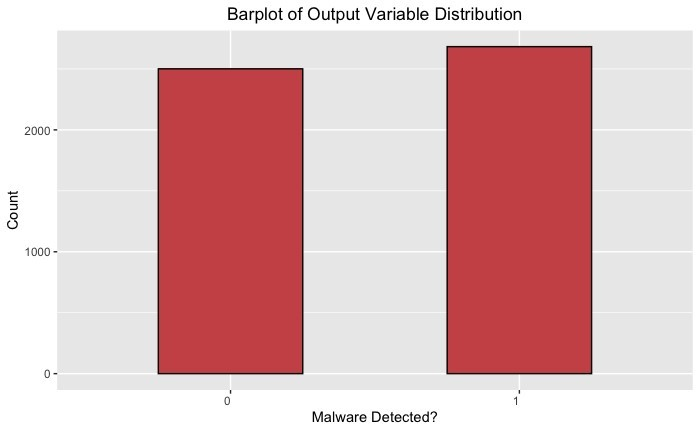 Barplot of Output Variable Distribution
Count
2000
1000
0
0
1
Malware Detected?